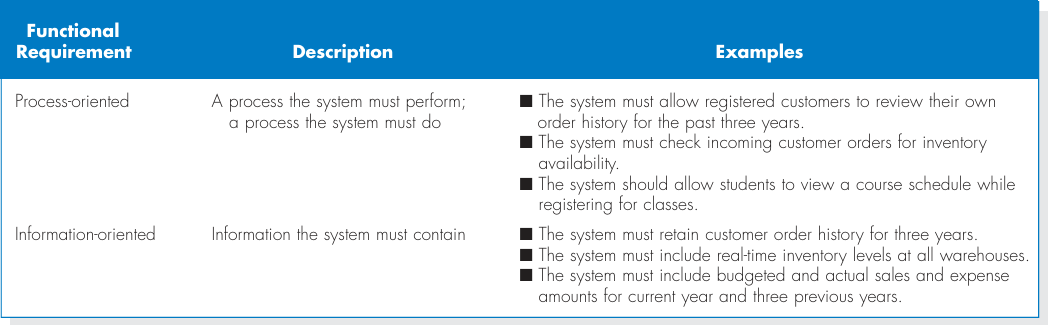 Functional
Requirement
Description
Examples
Process-oriented
A process the system must perform;
a process the system must do
■ The system must allow registered customers to review their own
order history for the past three years.
■ The system must check incoming customer orders for inventory
availability.
■ The system should allow students to view a course schedule while
registering for classes.
Information-oriented
Information the system must contain
■ The system must retain customer order history for three years.
■ The system must include real-time inventory levels at all warehouses.
■ The system must include budgeted and actual sales and expense
amounts for current year and three previous years.